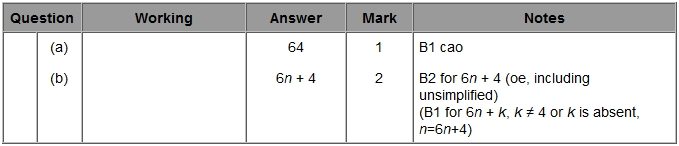 Question Working Answer Mark Notes
(a) 64 1 B1 cao
(b) 6n + 4 2 B2 for 6n + 4 (oe, including
unsimplified)
(B1 for 6n + k, k ≠ 4 or k is absent,
n=6n+4)